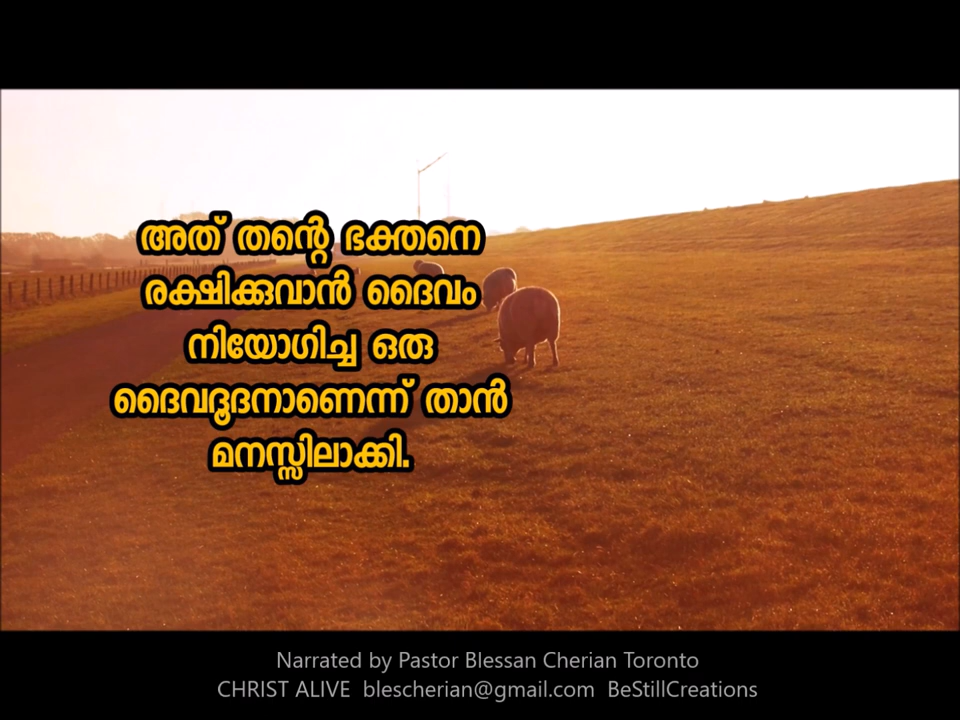 അത് തന്റെ ഭക്തനെ
രക്ഷിക്കുവാൻ ദൈവം
നിയോഗിച്ച ഒരു
ദൈവദൂദനാണെന്ന് താൻ
മനസ്സിലാക്കി.
Narrated by Pastor Blessan Cherian Toronto
CHRIST ALIVE blescherian@gmail.com BeStillCreations